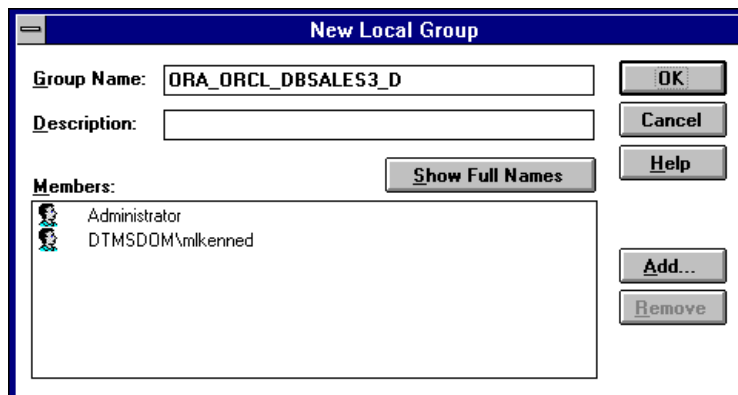 New Local Group
Group Name: ORA_ORCL_DBSALES3_D OK
Description: Cancel
Show Full Names Help
Members:
Administrator
DTMSDOM\mlkenned
Add...
Remove